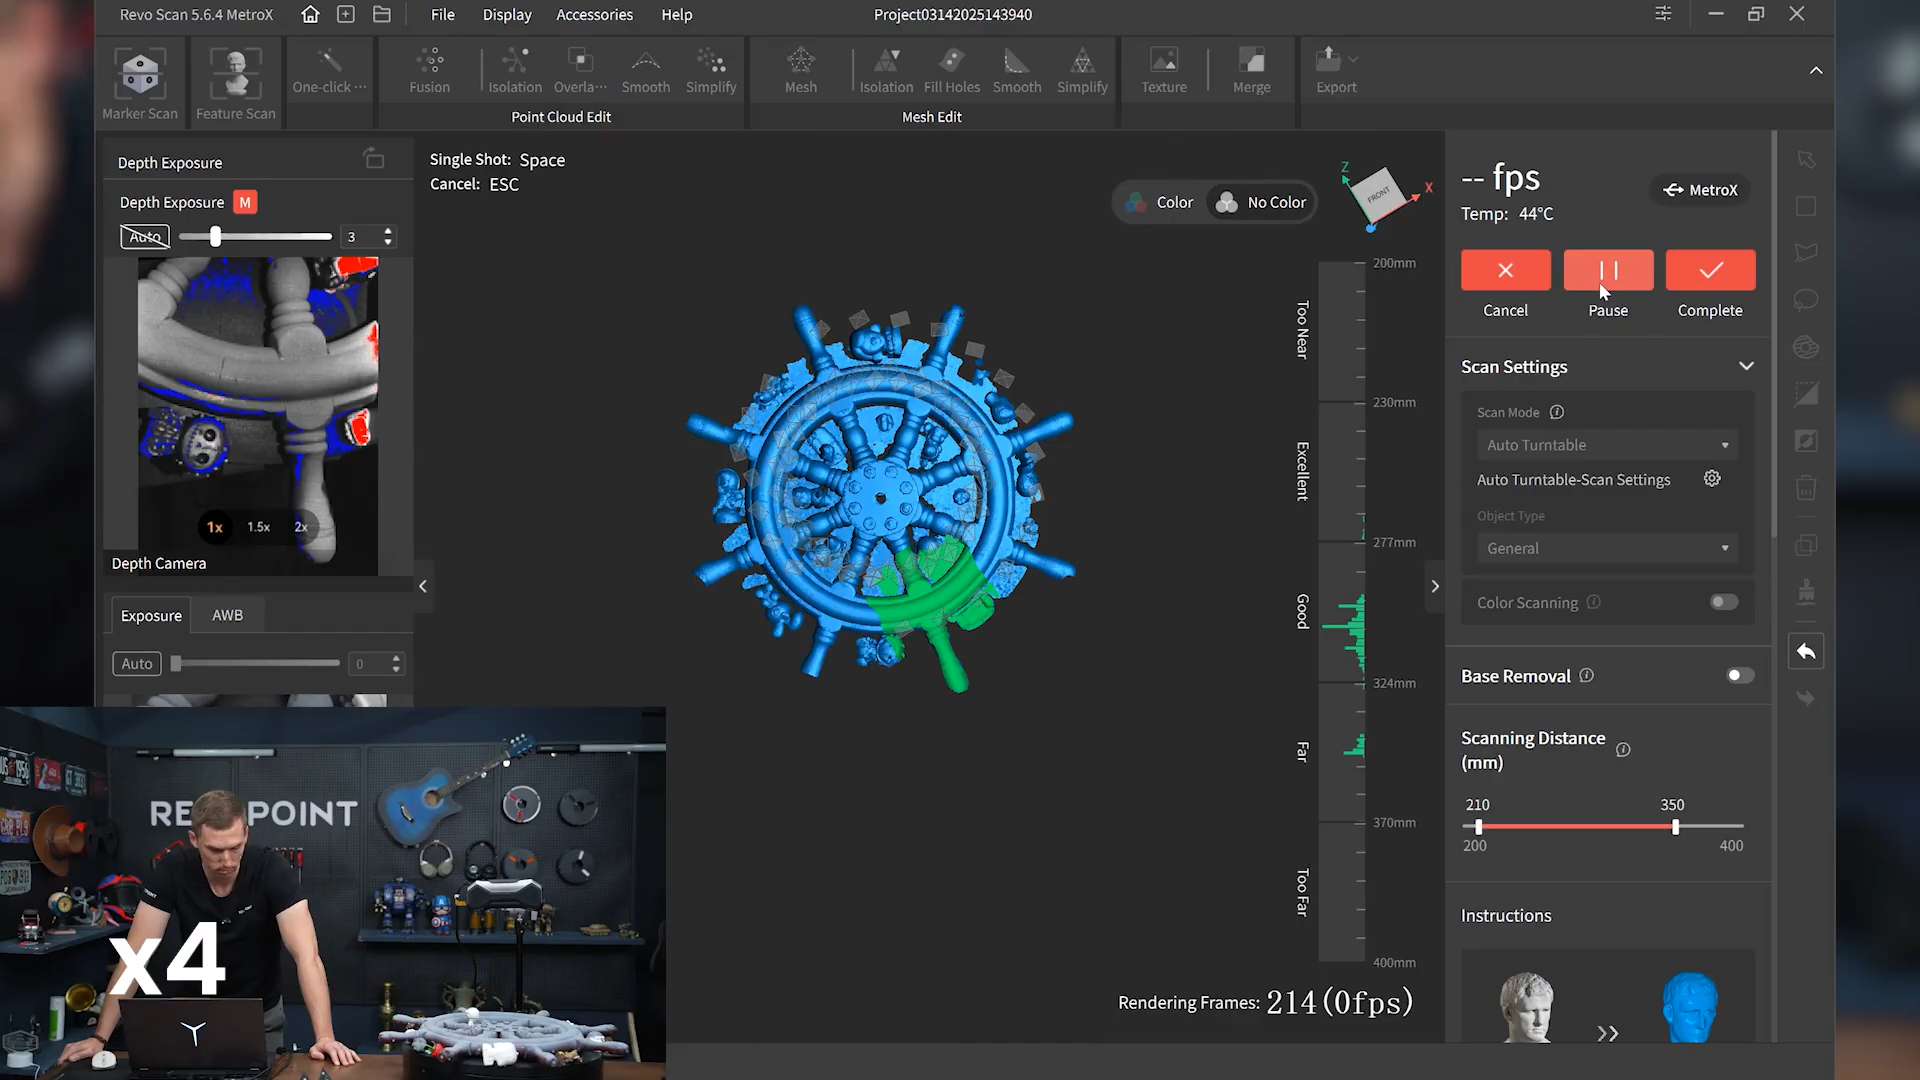 Revo Scan 5.6.4 MetroX
File
Display
Accessories
Help
Project03142025143940
Marker Scan
Feature Scan
One-click ···
Fusion
Isolation
Overla···
Smooth
Simplify
Point Cloud Edit
Mesh
Isolation
Fill Holes
Smooth
Simplify
Mesh Edit
Texture
Merge
Export
Depth Exposure
Depth Exposure M
Auto
3
1x
1.5x
2x
Depth Camera
Exposure
AWB
Auto
0
Single Shot: Space
Cancel: ESC
Color
No Color
Z
FRONT
X
200mm
Too Near
230mm
Excellent
277mm
Good
324mm
Far
370mm
Too Far
400mm
Rendering Frames: 214(0fps)
-- fps
MetroX
Temp: 44°C
Cancel
Pause
Complete
Scan Settings
Scan Mode
Auto Turntable
Auto Turntable-Scan Settings
Object Type
General
Color Scanning
Base Removal
Scanning Distance
(mm)
210
350
200
400
Instructions
RE
POINT
x4